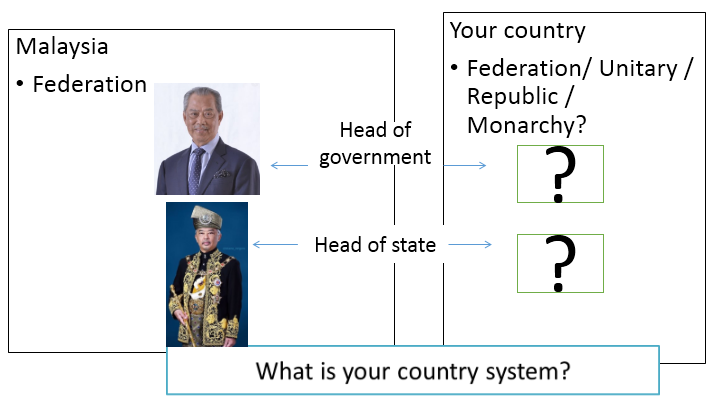 Malaysia
• Federation
Head of
government
Head of state
Your country
• Federation/ Unitary /
Republic /
Monarchy?
?
?
What is your country system?